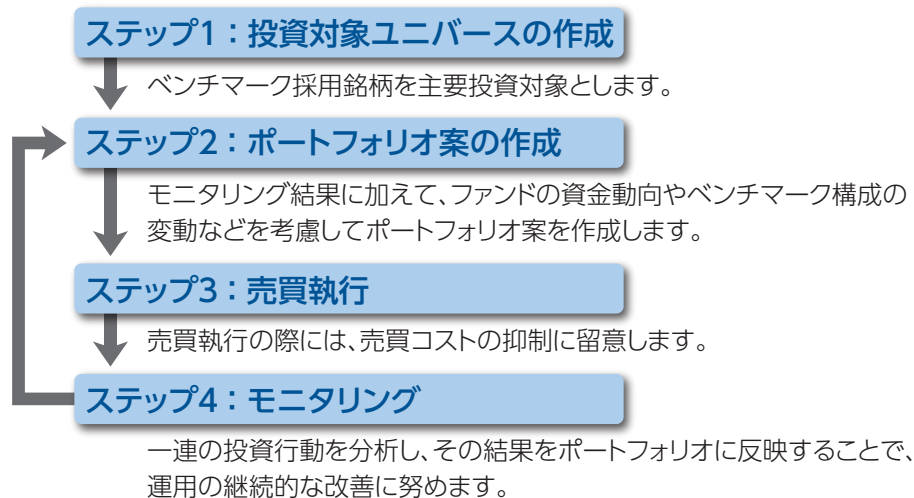 ステップ1：投資対象ユニバースの作成
ベンチマーク採用銘柄を主要投資対象とします。
ステップ2：ポートフォリオ案の作成
モニタリング結果に加えて、ファンドの資金動向やベンチマーク構成の
変動などを考慮してポートフォリオ案を作成します。
ステップ3：売買執行
売買執行の際には、売買コストの抑制に留意します。
ステップ4：モニタリング
一連の投資行動を分析し、その結果をポートフォリオに反映することで、
運用の継続的な改善に努めます。